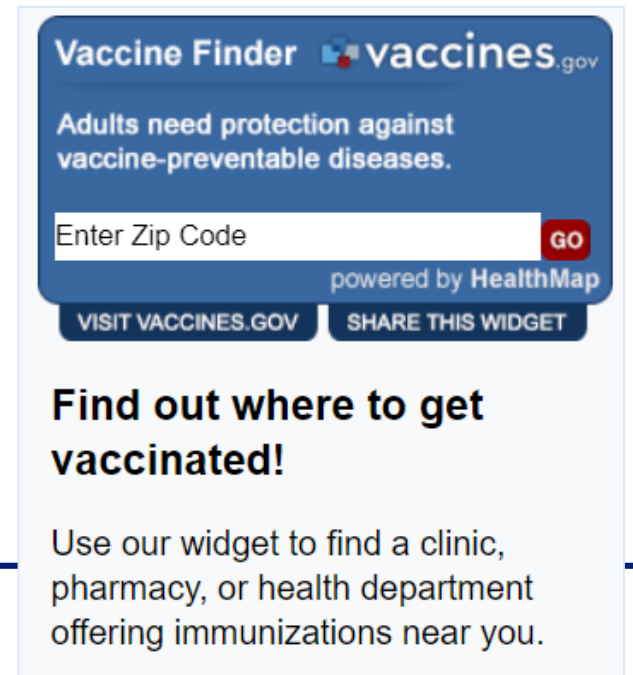 Vaccine Finder vaccines.gov
Adults need protection against
vaccine-preventable diseases.
Enter Zip Code GO
powered by HealthMap
VISIT VACCINES.GOV SHARE THIS WIDGET
Find out where to get
vaccinated!
Use our widget to find a clinic,
pharmacy, or health department
offering immunizations near you.